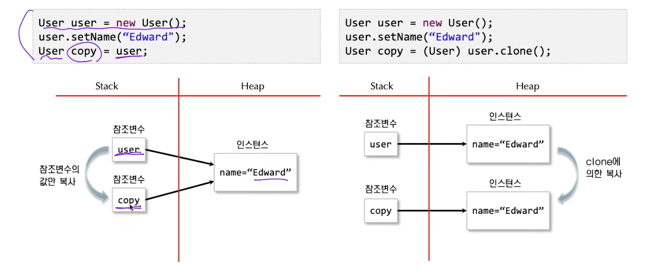 User user = new User();
user.setName("Edward");
User copy = user;
Stack
Heap
참조변수
user
참조변수의
값만 복사
참조변수
copy
인스턴스
name="Edward"
User user = new User();
user.setName("Edward");
User copy = (User) user.clone();
Stack
Heap
참조변수
user
인스턴스
name="Edward"
clone에
의한 복사
참조변수
copy
인스턴스
name="Edward"